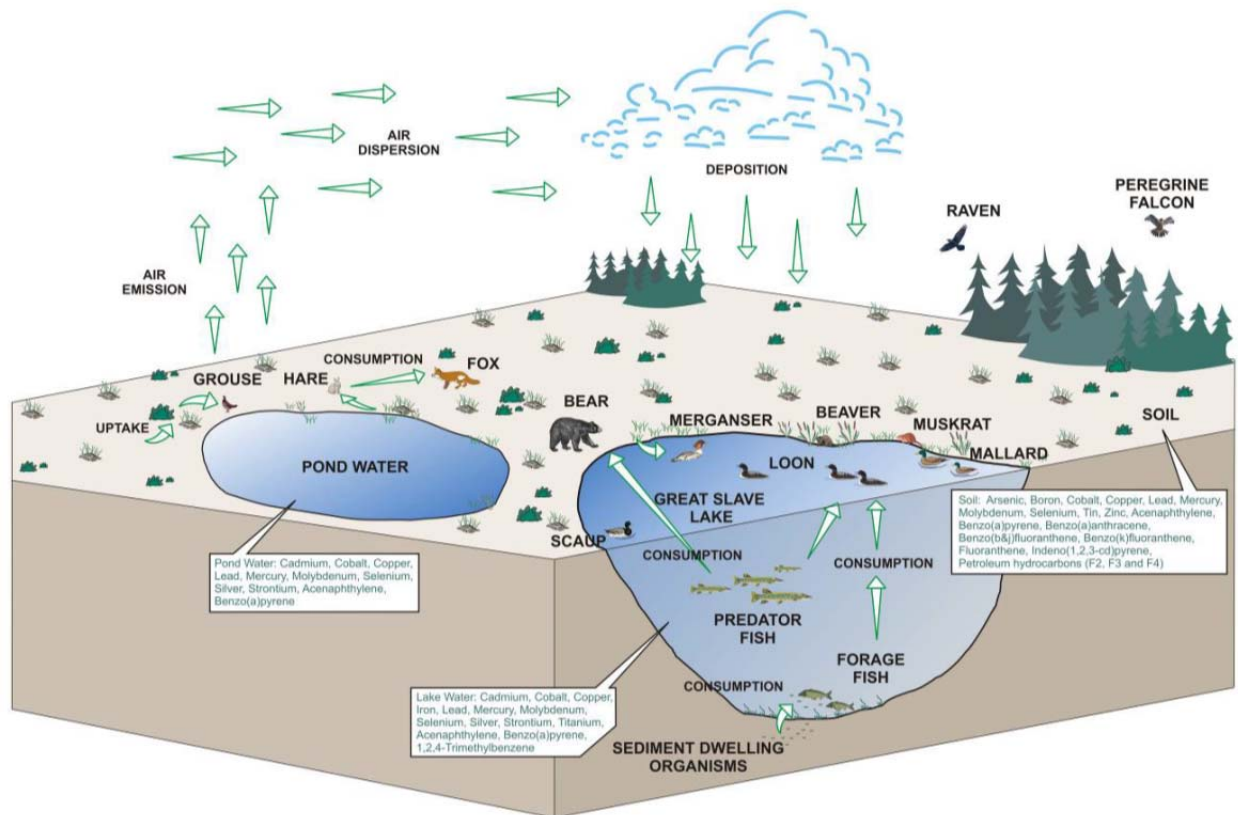 AIR
DISPERSION
DEPOSITION
PEREGRINE
FALCON
RAVEN
AIR
EMISSION
CONSUMPTION
GROUSE
HARE
FOX
UPTAKE
BEAR
MERGANSER
BEAVER
MUSKRAT
SOIL
MALLARD
LOON
POND WATER
GREAT SLAVE
LAKE
SCAUP
CONSUMPTION
CONSUMPTION
Soil: Arsenic, Boron, Cobalt, Copper, Lead, Mercury,
Molybdenum, Selenium, Tin, Zinc, Acenaphthylene,
Benzo(a)pyrene, Benzo(a)anthracene,
Benzo(b&j)fluoranthene, Benzo(k)fluoranthene,
Fluoranthene, Indeno(1,2,3-cd)pyrene,
Petroleum hydrocarbons (F2, F3 and F4)
Pond Water: Cadmium, Cobalt, Copper,
Lead, Mercury, Molybdenum, Selenium,
Silver, Strontium, Acenaphthylene,
Benzo(a)pyrene
PREDATOR
FISH
FORAGE
FISH
CONSUMPTION
Lake Water: Cadmium, Cobalt, Copper,
Iron, Lead, Mercury, Molybdenum,
Selenium, Silver, Strontium, Titanium,
Acenaphthylene, Benzo(a)pyrene,
1,2,4-Trimethylbenzene
SEDIMENT DWELLING
ORGANISMS